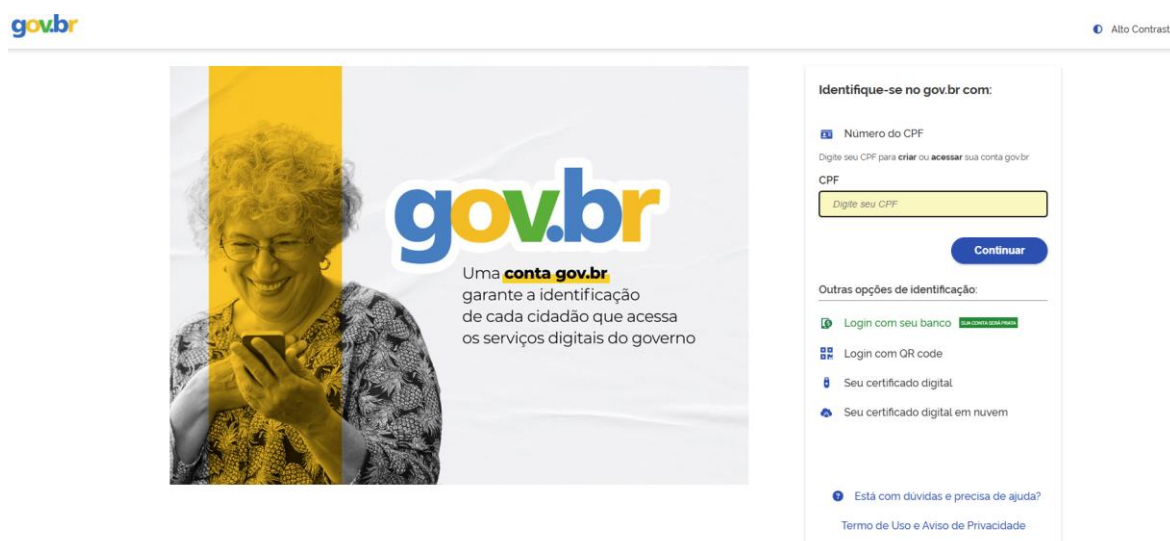 gov.br
Alto Contrast
gov.br
Uma conta gov.br
garante a identificação
de cada cidadão que acessa
os serviços digitais do governo
Identifique-se no gov.br com:
Número do CPF
Digite seu CPF para criar ou acessar sua conta gov.br
CPF
Digite seu CPF
Continuar
Outras opções de identificação:
Login com seu banco SUA CONTA SERÁ PRATA
Login com QR code
Seu certificado digital
Seu certificado digital em nuvem
Está com dúvidas e precisa de ajuda?
Termo de Uso e Aviso de Privacidade